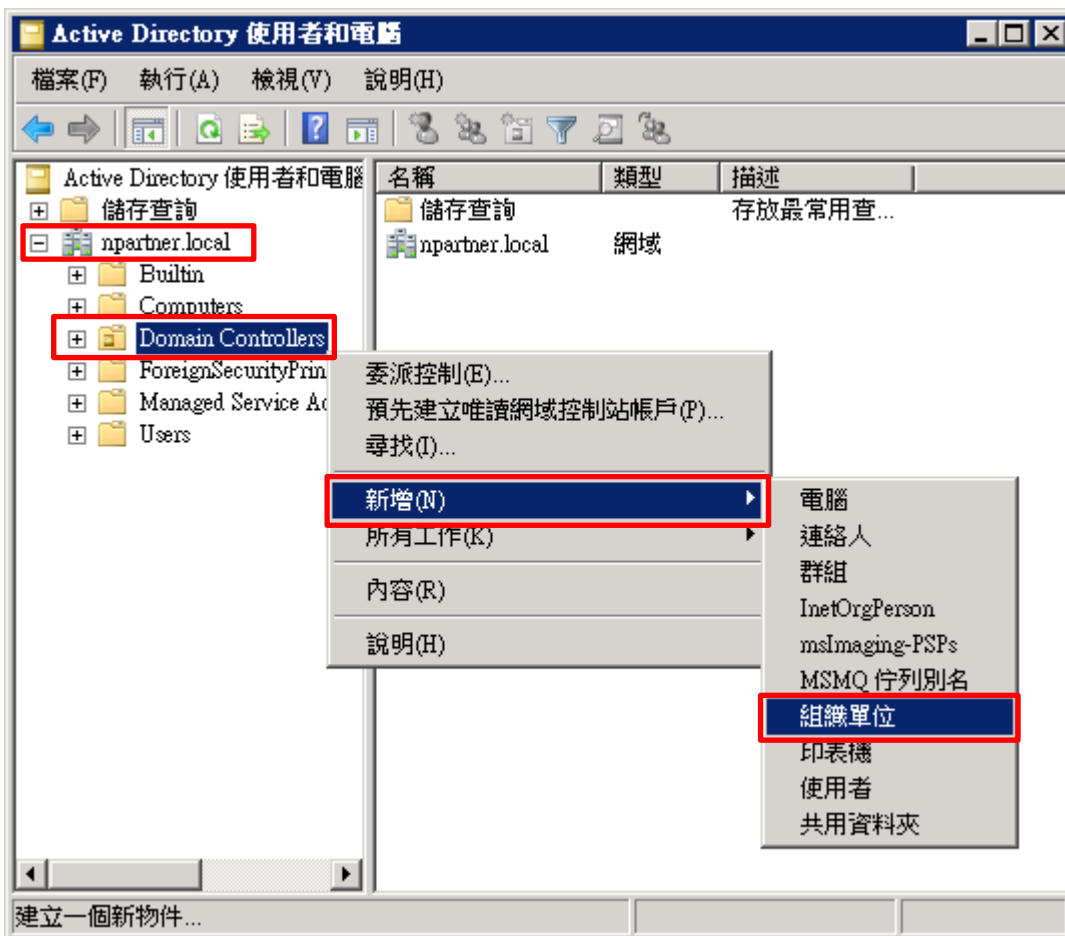 Active Directory 使用者和電腦
檔案(F) 執行(A) 檢視(V) 說明(H)
Active Directory 使用者和電腦
儲存查詢
npartner.local
Builtin
Computers
Domain Controllers
ForeignSecurityPrin
Managed Service Ac
Users
名稱 類型 描述
儲存查詢 存放最常用查...
npartner.local 網域
委派控制(E)...
預先建立唯讀網域控制站帳戶(P)...
尋找(I)...
新增(N)
所有工作(K)
內容(R)
說明(H)
電腦
連絡人
群組
InetOrgPerson
msImaging-PSPs
MSMQ 佇列別名
組織單位
印表機
使用者
共用資料夾
建立一個新物件...